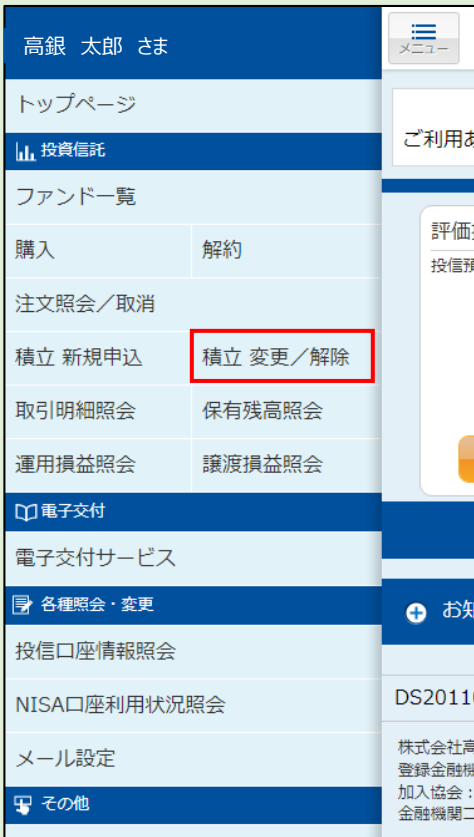 高銀 太郎 さま
トップページ
投資信託
ファンド一覧
購入 解約
注文照会／取消
積立 新規申込 積立 変更／解除
取引明細照会 保有残高照会
運用損益照会 譲渡損益照会
電子交付
電子交付サービス
各種照会・変更
投信口座情報照会
NISA口座利用状況照会
メール設定
その他
メニュー
ご利用あ
評価
投信預
お知
DS2011
株式会社高
登録金融機
加入協会：
金融機関コ